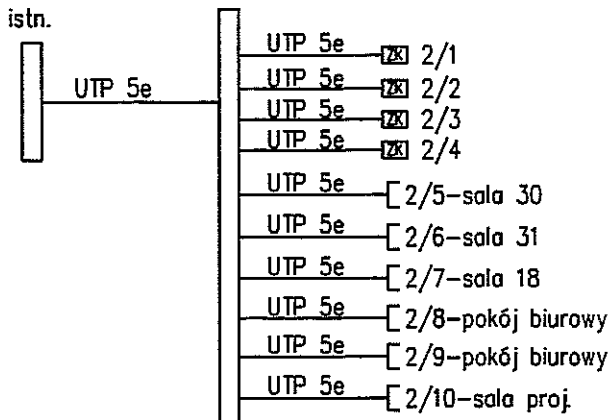 istn.
UTP 5e
UTP 5e ZK 2/1
UTP 5e ZK 2/2
UTP 5e ZK 2/3
UTP 5e ZK 2/4
UTP 5e 2/5-sala 30
UTP 5e 2/6-sala 31
UTP 5e 2/7-sala 18
UTP 5e 2/8-pokój biurowy
UTP 5e 2/9-pokój biurowy
UTP 5e 2/10-sala proj.